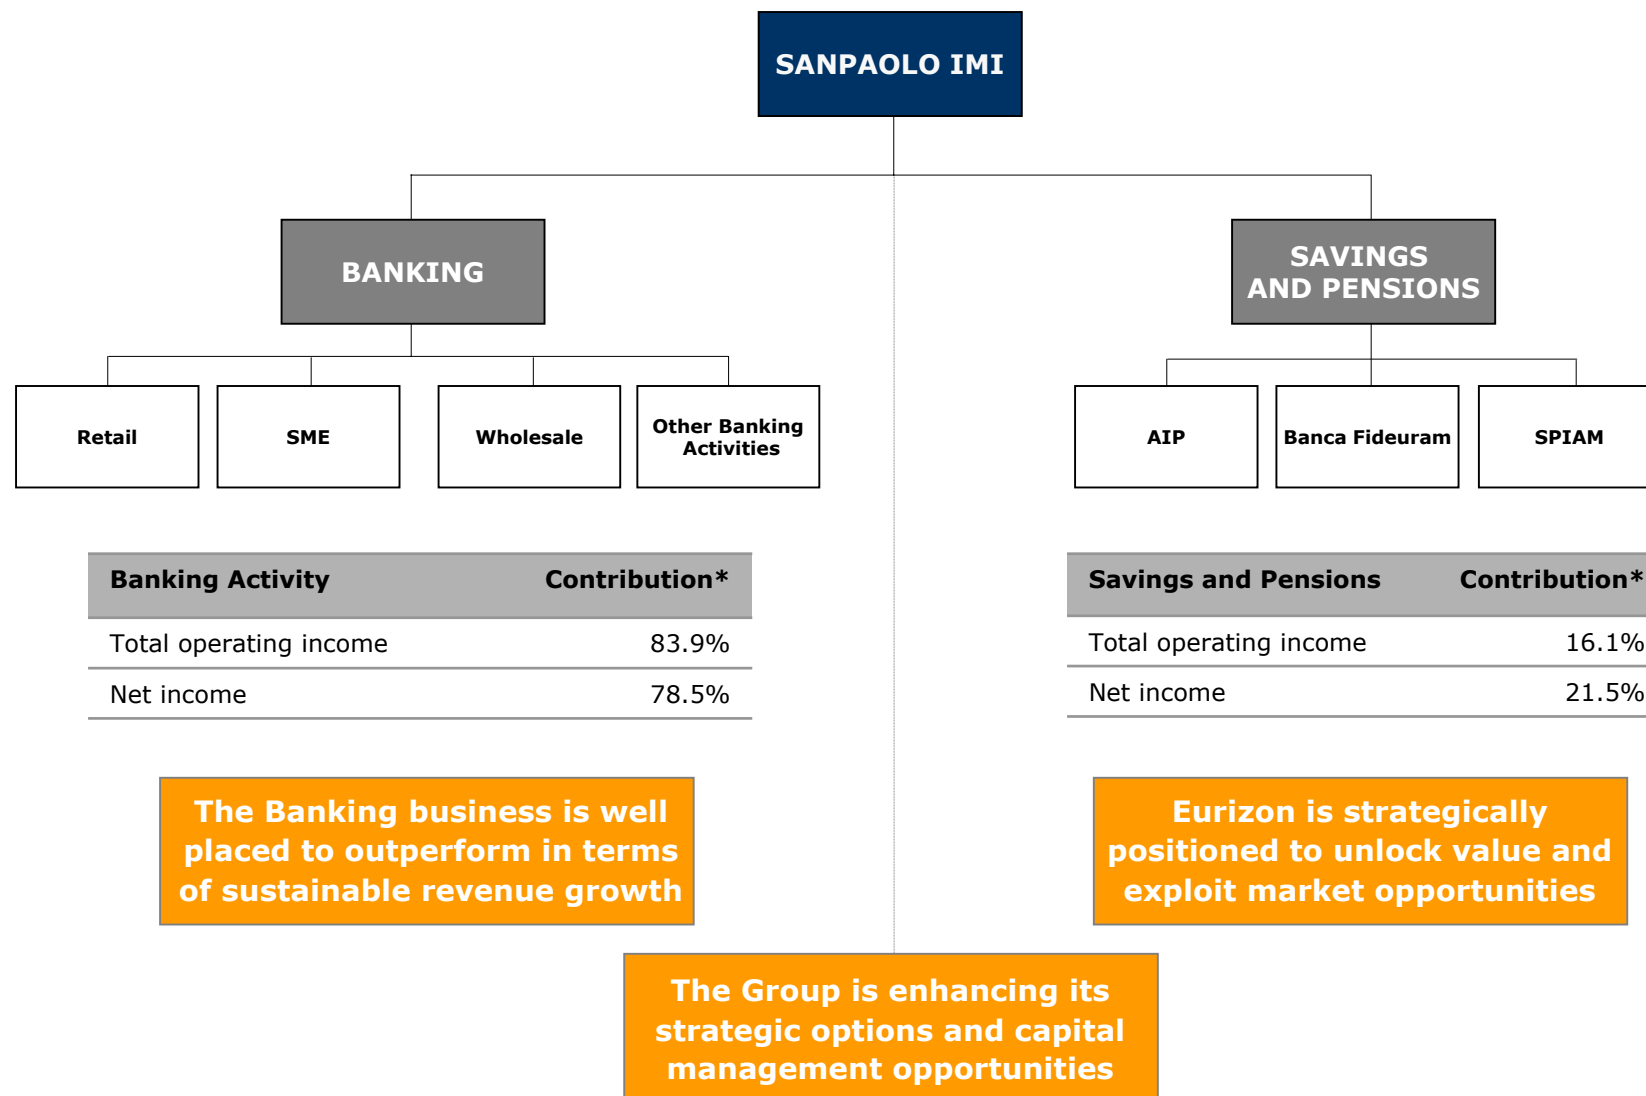 SANPAOLO IMI
BANKING
SAVINGS
AND PENSIONS
Retail
SME
Wholesale
Other Banking
Activities
AIP
Banca Fideuram
SPIAM
Banking Activity Contribution*
Total operating income 83.9%
Net income 78.5%
Savings and Pensions Contribution*
Total operating income 16.1%
Net income 21.5%
The Banking business is well
placed to outperform in terms
of sustainable revenue growth
Eurizon is strategically
positioned to unlock value and
exploit market opportunities
The Group is enhancing its
strategic options and capital
management opportunities